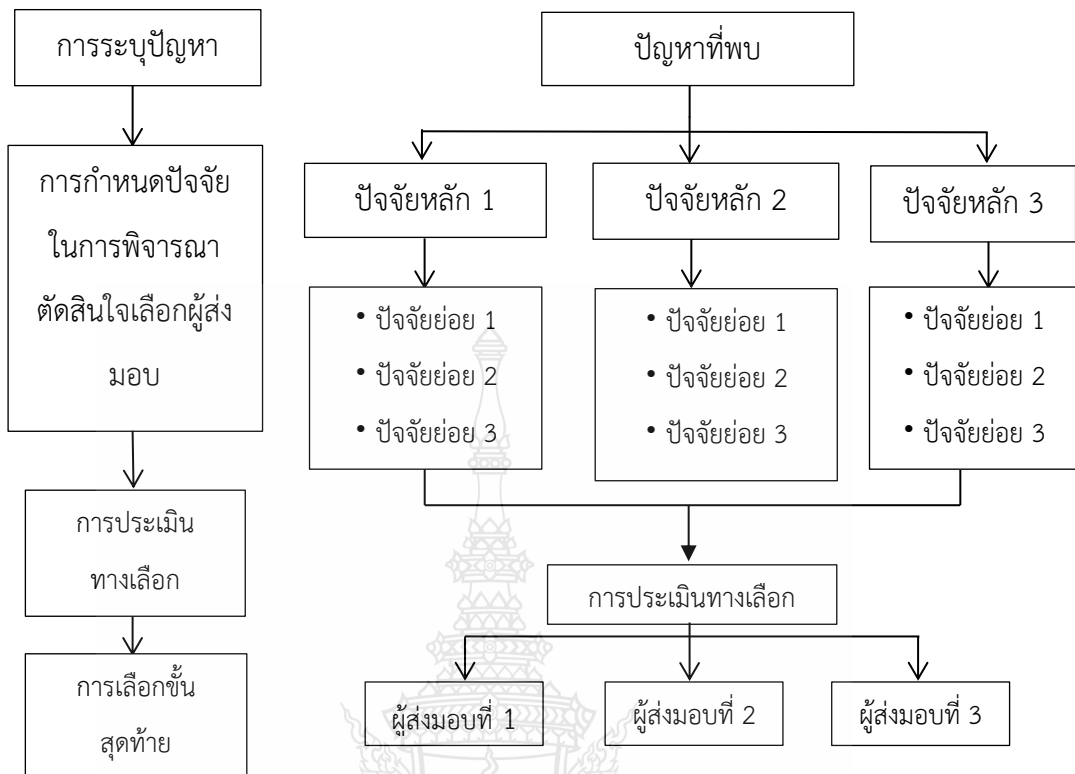 การระบุปัญหา
การกำหนดปัจจัย
ในการพิจารณา
ตัดสินใจเลือกผู้ส่ง
มอบ
การประเมิน
ทางเลือก
การเลือกขั้น
สุดท้าย
ปัญหาที่พบ
ปัจจัยหลัก 1
ปัจจัยหลัก 2
ปัจจัยหลัก 3
• ปัจจัยย่อย 1
• ปัจจัยย่อย 2
• ปัจจัยย่อย 3
• ปัจจัยย่อย 1
• ปัจจัยย่อย 2
• ปัจจัยย่อย 3
• ปัจจัยย่อย 1
• ปัจจัยย่อย 2
• ปัจจัยย่อย 3
การประเมินทางเลือก
ผู้ส่งมอบที่ 1
ผู้ส่งมอบที่ 2
ผู้ส่งมอบที่ 3